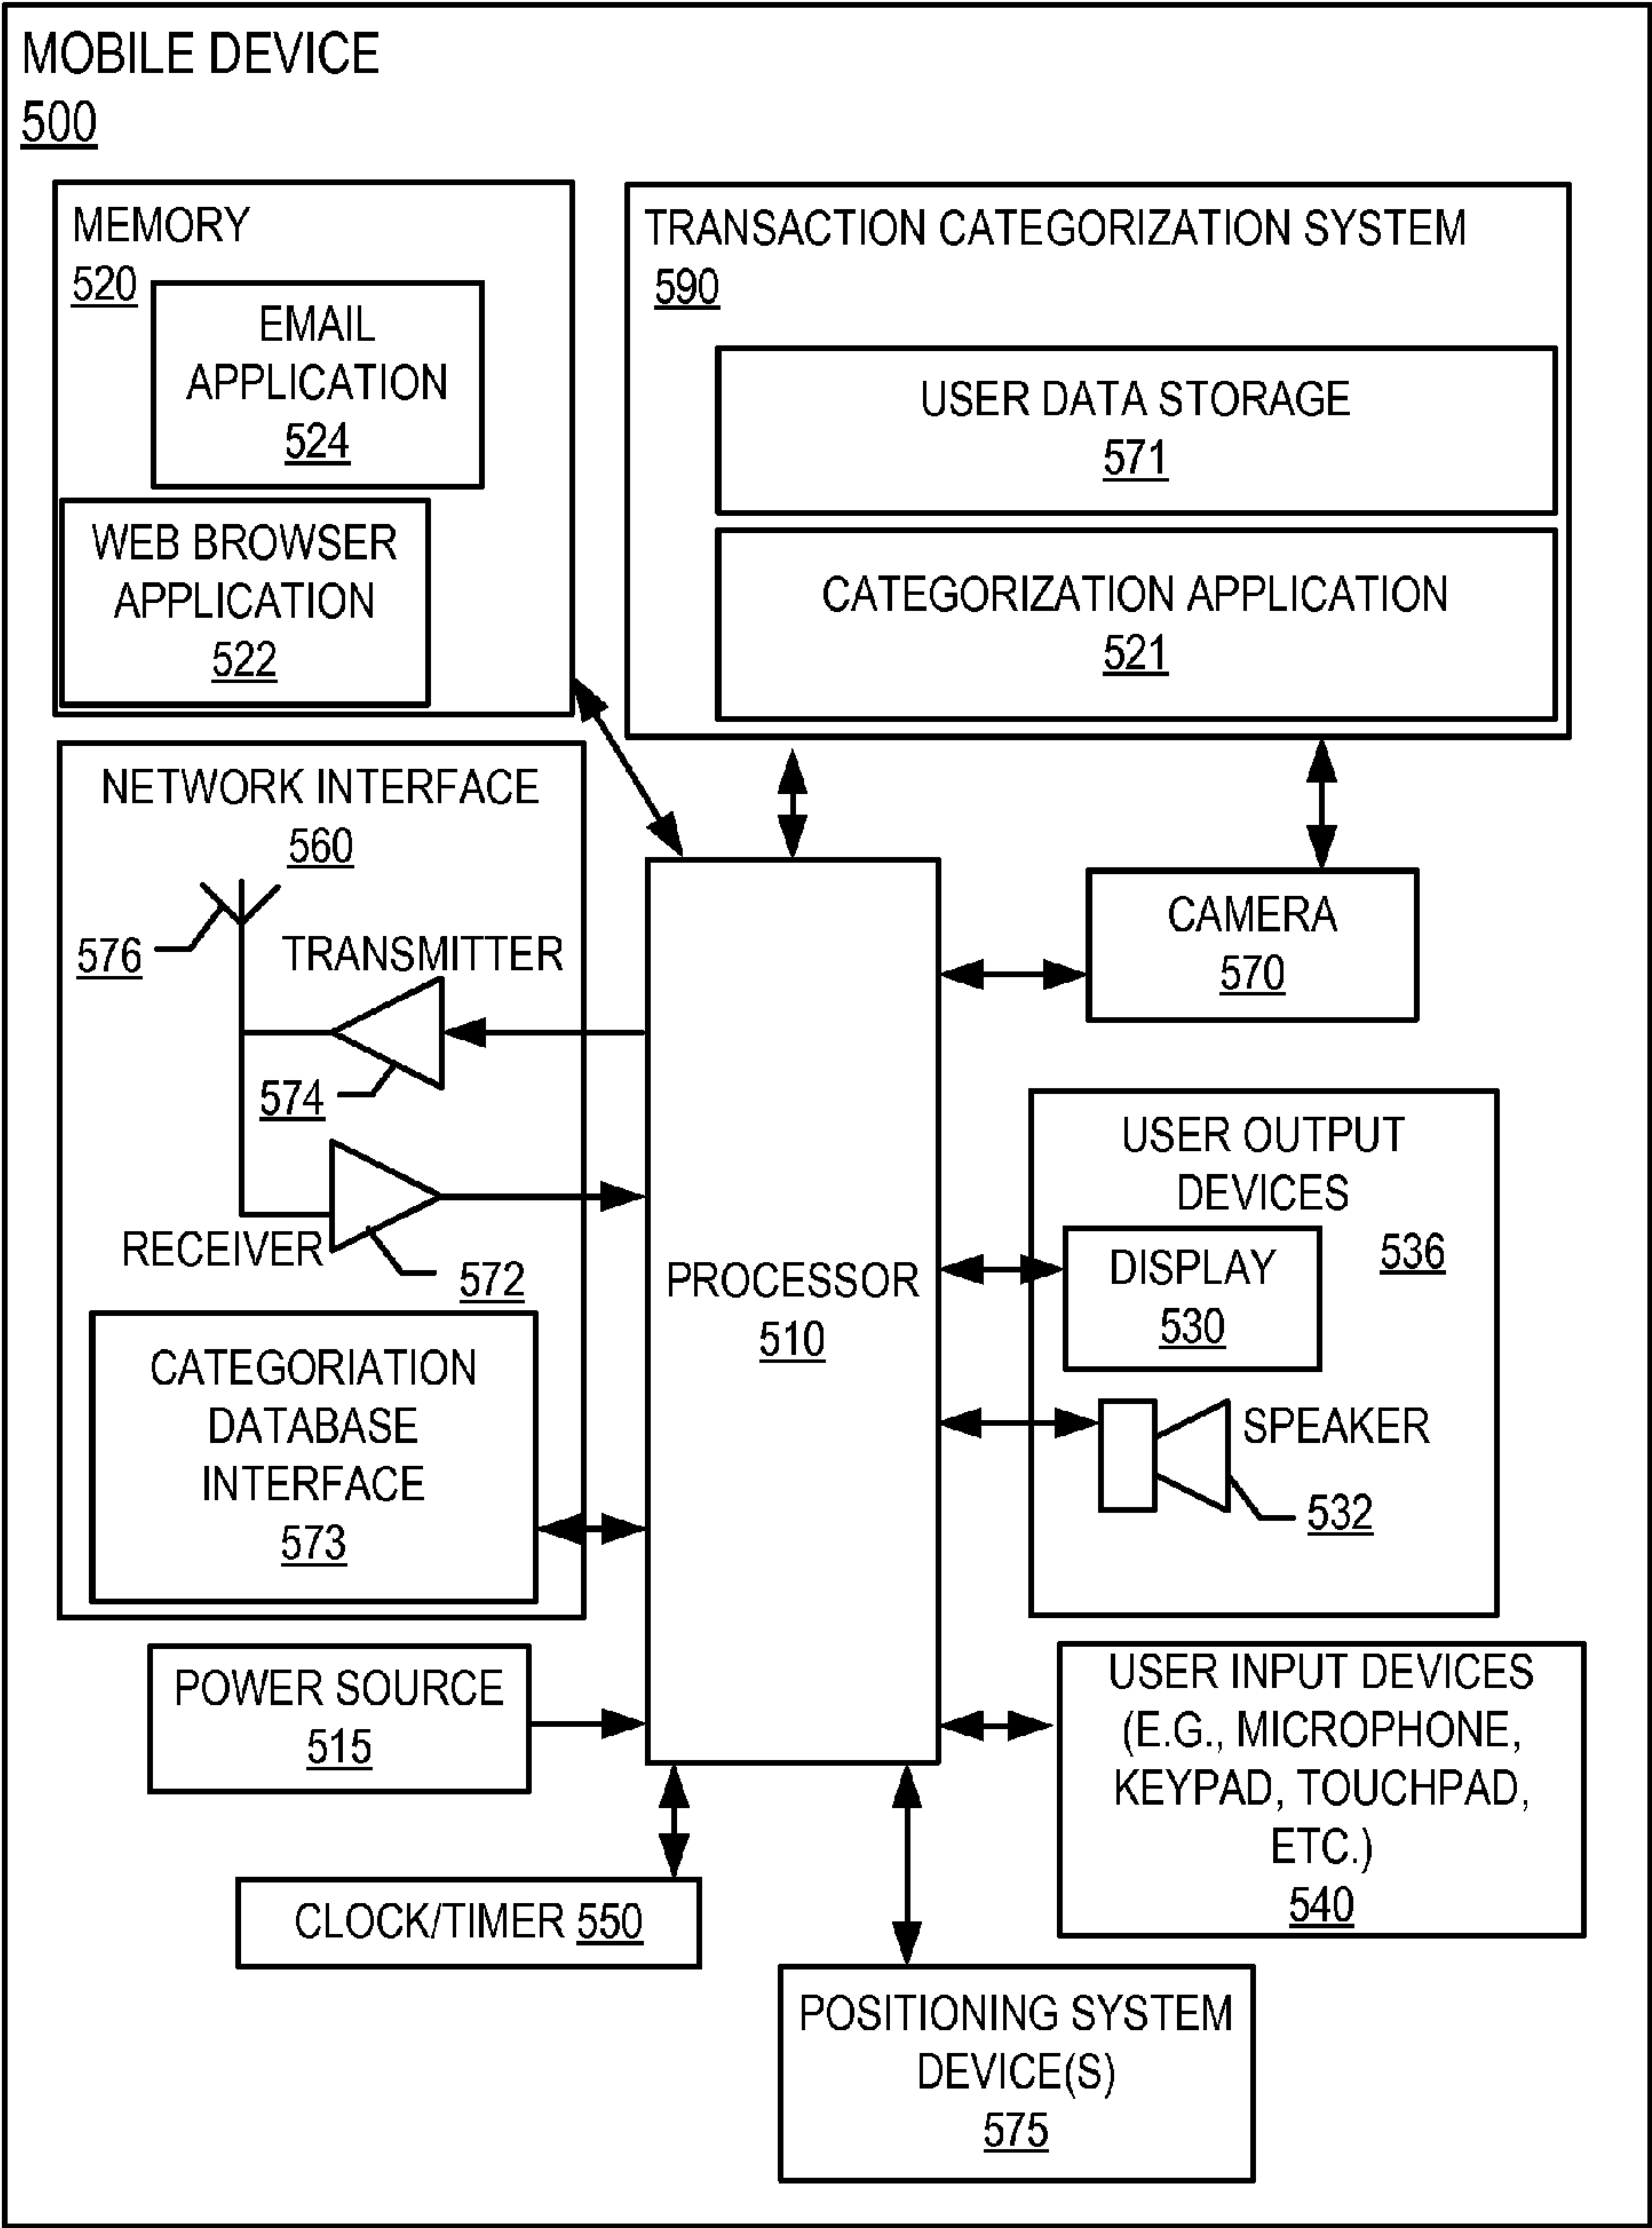 MOBILE DEVICE
500
MEMORY
520
EMAIL
APPLICATION
524
WEB BROWSER
APPLICATION
522
TRANSACTION CATEGORIZATION SYSTEM
590
USER DATA STORAGE
571
CATEGORIZATION APPLICATION
521
NETWORK INTERFACE
560
576
TRANSMITTER
574
RECEIVER
572
CATEGORIATION
DATABASE
INTERFACE
573
PROCESSOR
510
CAMERA
570
USER OUTPUT
DEVICES
536
DISPLAY
530
SPEAKER
532
POWER SOURCE
515
USER INPUT DEVICES
(E.G., MICROPHONE,
KEYPAD, TOUCHPAD,
ETC.)
540
CLOCK/TIMER 550
POSITIONING SYSTEM
DEVICE(S)
575